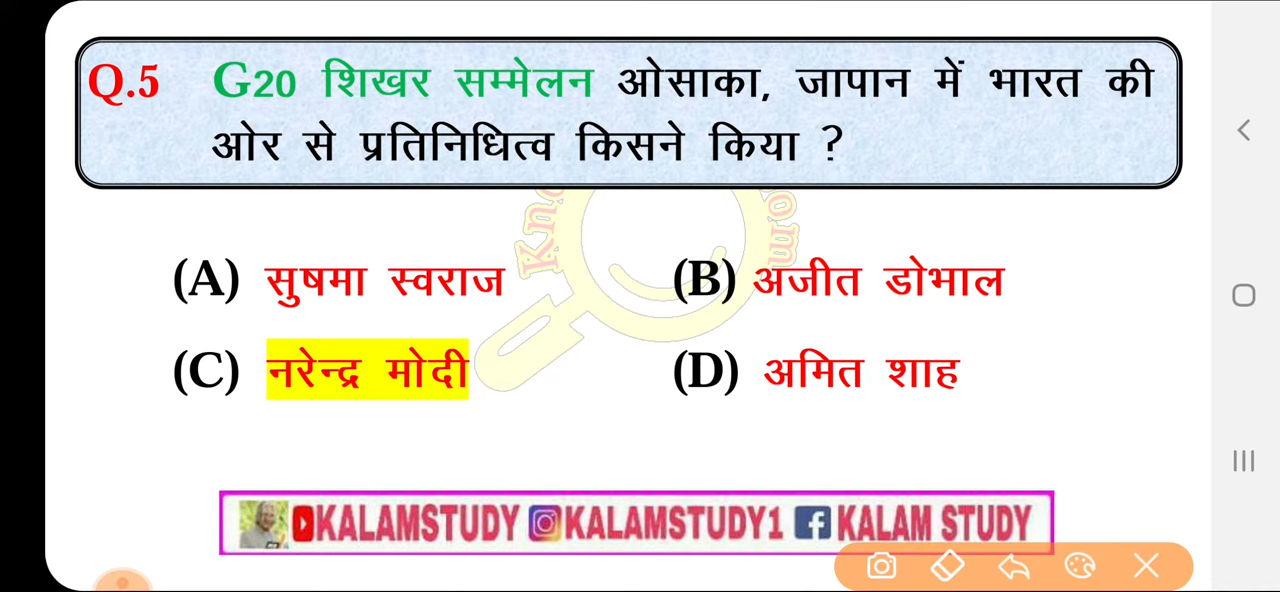 Q.5 G20 शिखर सम्मेलन ओसाका, जापान में भारत की
ओर से प्रतिनिधित्व किसने किया ?
(A) सुषमा स्वराज (B) अजीत डोभाल
(C) नरेन्द्र मोदी (D) अमित शाह
KALAMSTUDY KALAMSTUDY1 KALAM STUDY